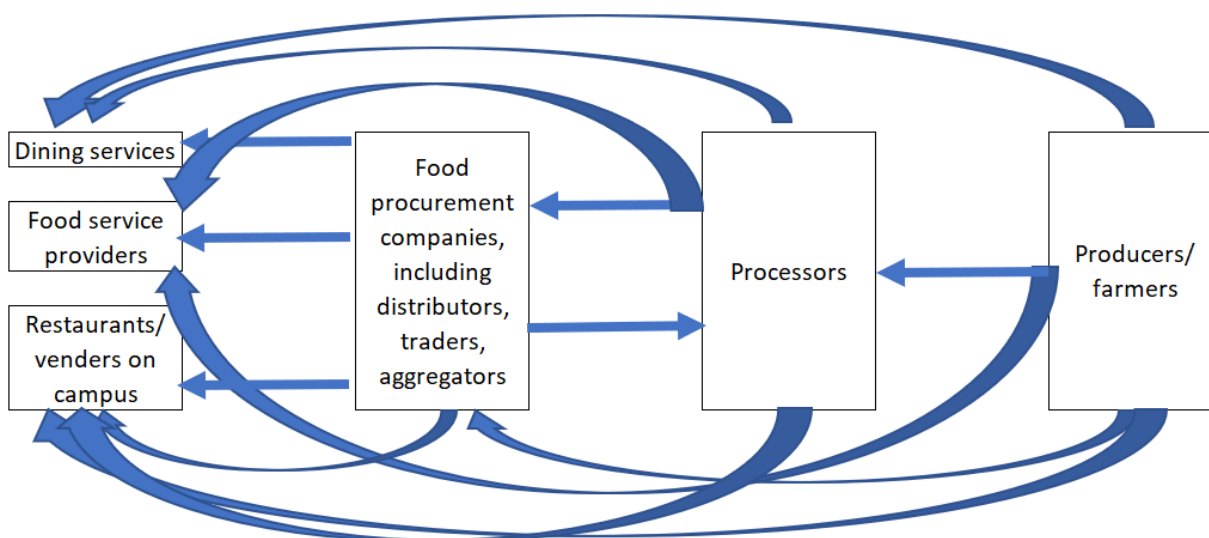 Dining services
Food service
providers
Restaurants/
venders on
campus
Food
procurement
companies,
including
distributors,
traders,
aggregators
Processors
Producers/
farmers